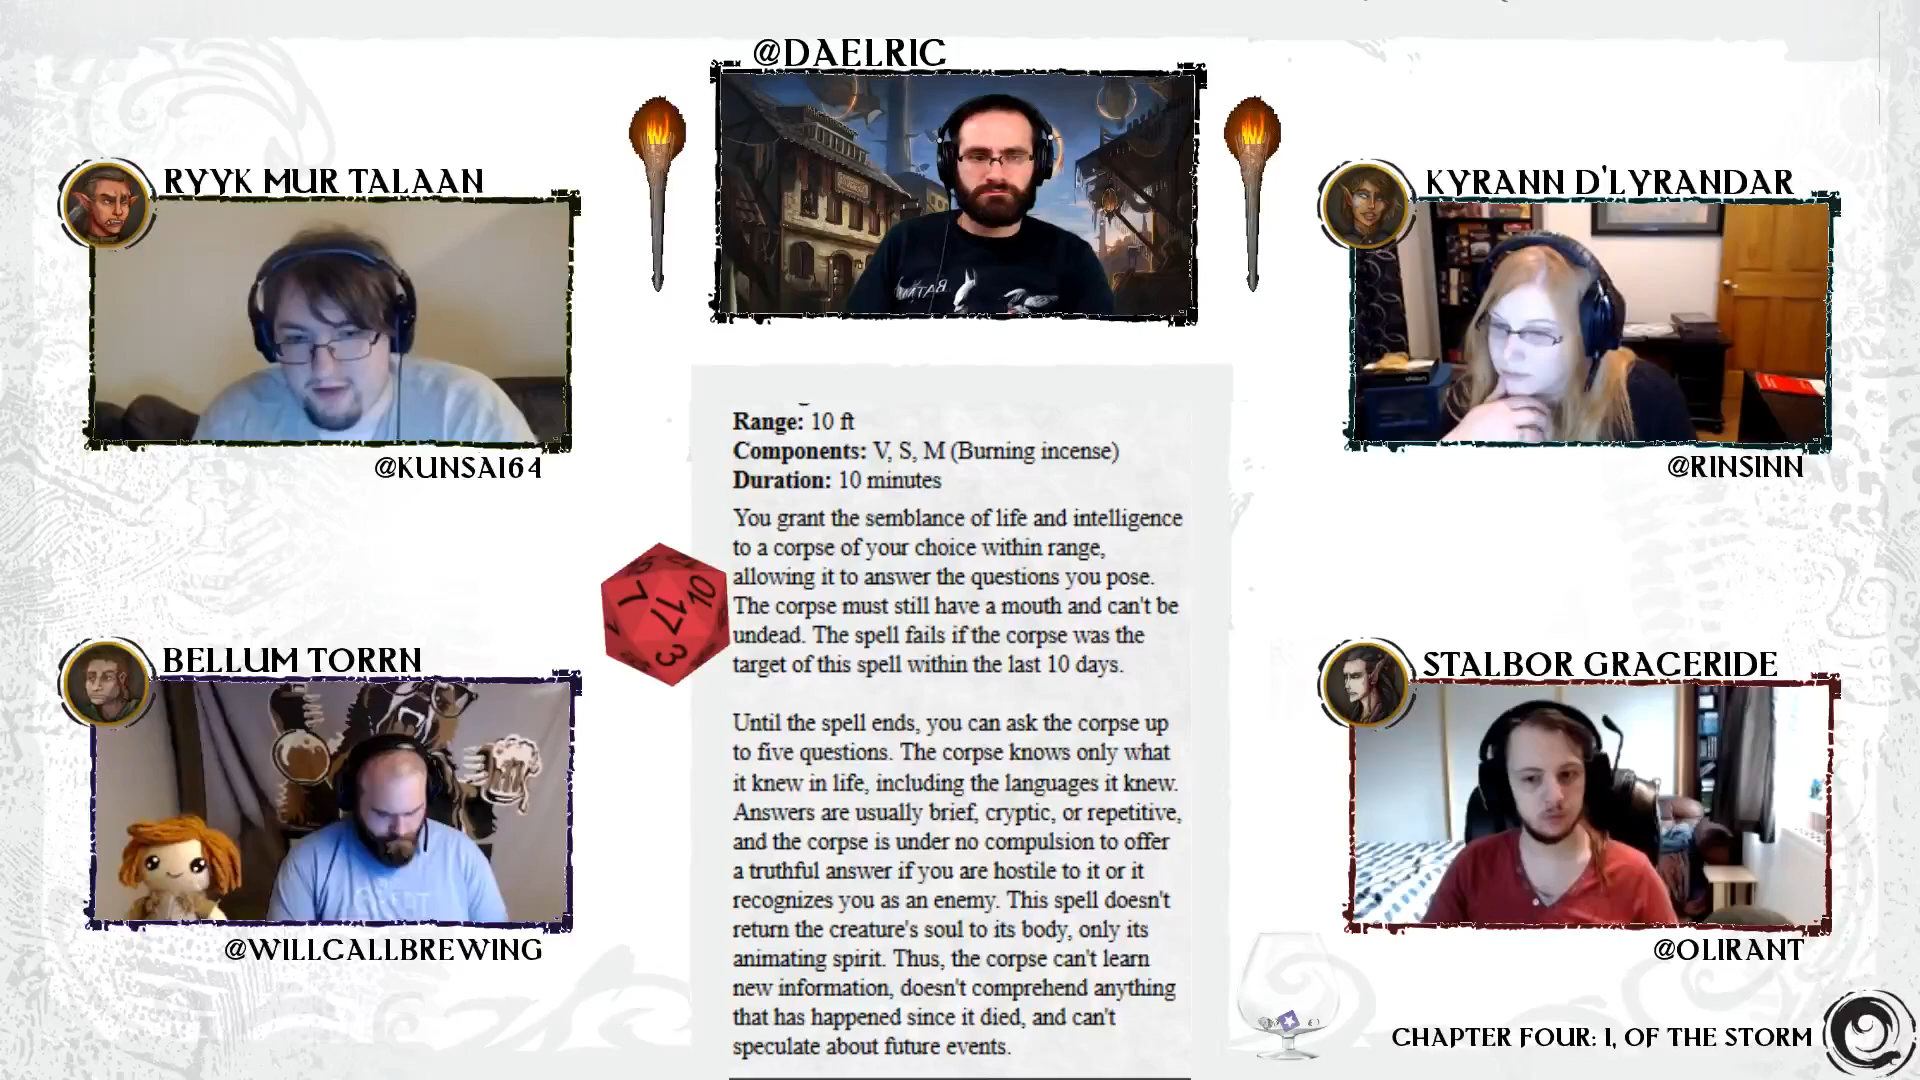 @DAELRIC
RYYK MUR TALAAN
KYRANN D'LYRANDAR
@KUNSAI64
@RINSINN
Range: 10 ft
Components: V, S, M (Burning incense)
Duration: 10 minutes
You grant the semblance of life and intelligence
to a corpse of your choice within range,
allowing it to answer the questions you pose.
The corpse must still have a mouth and can't be
undead. The spell fails if the corpse was the
target of this spell within the last 10 days.
7
10
17
3
BELLUM TORRN
STALBOR GRACERIDE
Until the spell ends, you can ask the corpse up
to five questions. The corpse knows only what
it knew in life, including the languages it knew.
Answers are usually brief, cryptic, or repetitive,
and the corpse is under no compulsion to offer
a truthful answer if you are hostile to it or it
recognizes you as an enemy. This spell doesn't
return the creature's soul to its body, only its
animating spirit. Thus, the corpse can't learn
new information, doesn't comprehend anything
that has happened since it died, and can't
speculate about future events.
@WILLCALLBREWING
@OLIRANT
CHAPTER FOUR: I, OF THE STORM